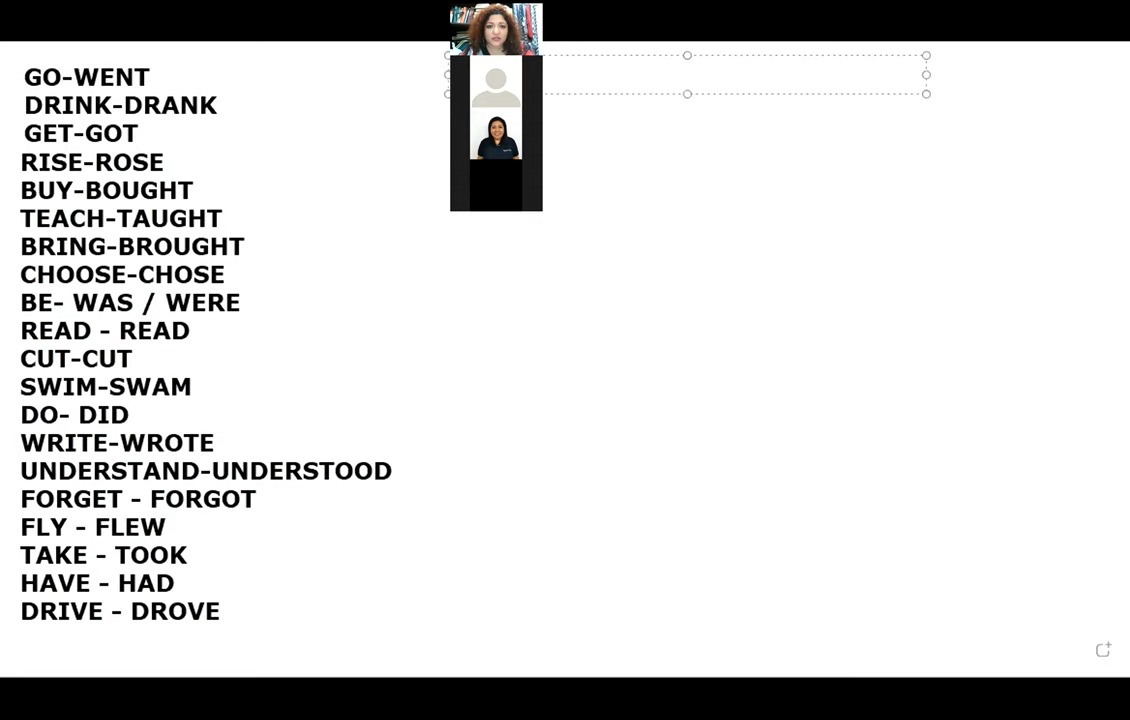 GO-WENT
DRINK-DRANK
GET-GOT
RISE-ROSE
BUY-BOUGHT
TEACH-TAUGHT
BRING-BROUGHT
CHOOSE-CHOSE
BE- WAS / WERE
READ - READ
CUT-CUT
SWIM-SWAM
DO- DID
WRITE-WROTE
UNDERSTAND-UNDERSTOOD
FORGET - FORGOT
FLY - FLEW
TAKE - TOOK
HAVE - HAD
DRIVE - DROVE